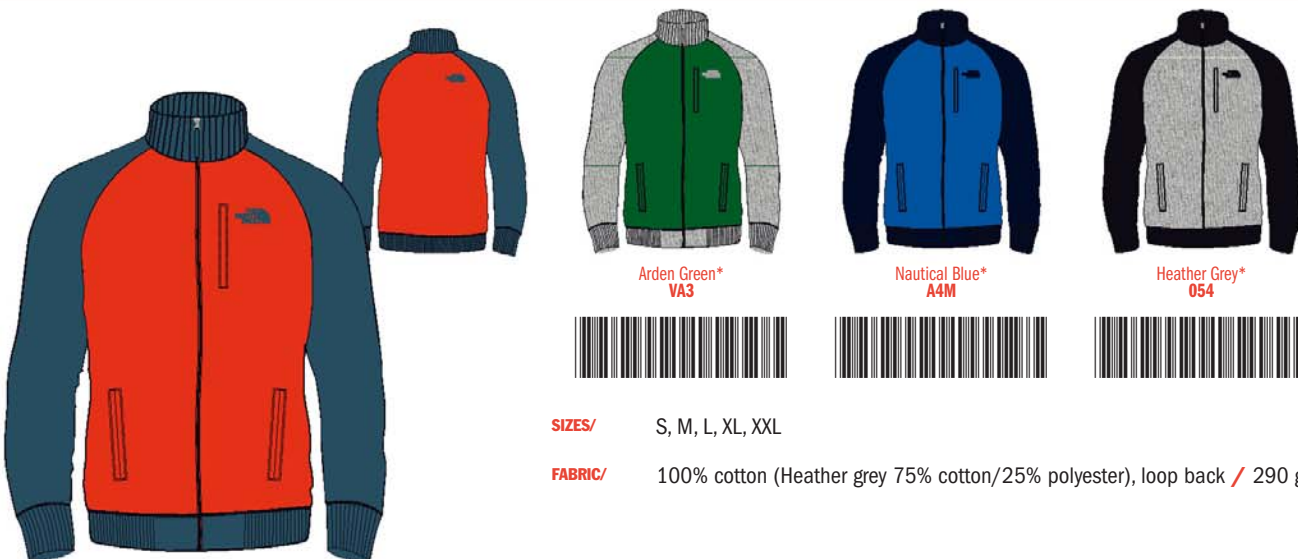 Arden Green*
VA3
Nautical Blue*
A4M
Heather Grey*
054
SIZES/ S, M, L, XL, XXL
FABRIC/ 100% cotton (Heather grey 75% cotton/25% polyester), loop back / 290 g